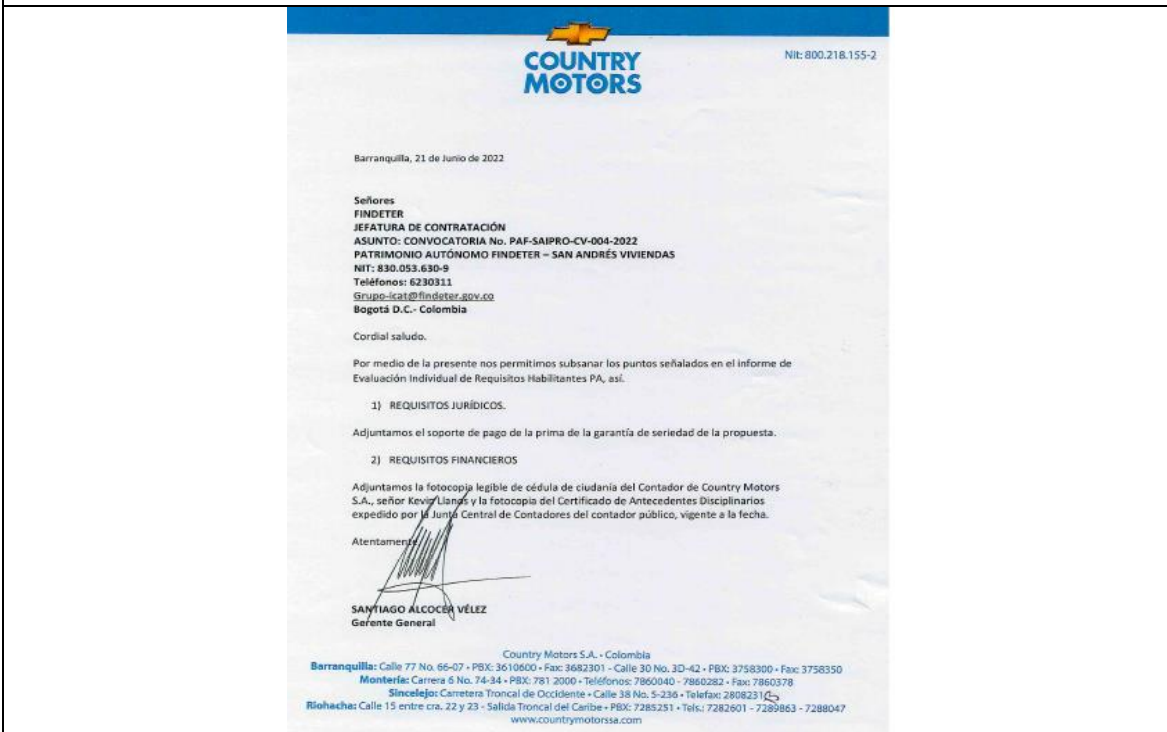 COUNTRY
MOTORS
Nit: 800.218.155-2
Barranquilla, 21 de Junio de 2022
Señores
FINDETER
JEFATURA DE CONTRATACIÓN
ASUNTO: CONVOCATORIA No. PAF-SAIPRO-CV-004-2022
PATRIMONIO AUTÓNOMO FINDETER – SAN ANDRÉS VIVIENDAS
NIT: 830.053.630-9
Teléfonos: 6230311
Grupo-icat@findeter.gov.co
Bogotá D.C.- Colombia
Cordial saludo.
Por medio de la presente nos permitimos subsanar los puntos señalados en el informe de
Evaluación Individual de Requisitos Habilitantes PA, así.
1) REQUISITOS JURÍDICOS.
Adjuntamos el soporte de pago de la prima de la garantía de seriedad de la propuesta.
2) REQUISITOS FINANCIEROS
Adjuntamos la fotocopia legible de cédula de ciudanía del Contador de Country Motors
S.A., señor Kevin Llanos y la fotocopia del Certificado de Antecedentes Disciplinarios
expedido por la Junta Central de Contadores del contador público, vigente a la fecha.
Atentamente,
SANTIAGO ALCOCER VÉLEZ
Gerente General
Country Motors S.A. - Colombia
Barranquilla: Calle 77 No. 66-07 • PBX: 3610600 • Fax: 3682301 - Calle 30 No. 3D-42 • PBX: 3758300 • Fax: 3758350
Montería: Carrera 6 No. 74-34 • PBX: 781 2000 • Teléfonos: 7860040 - 7860282 • Fax: 7860378
Sincelejo: Carretera Troncal de Occidente • Calle 38 No. 5-236 • Telefax: 2808231
Riohacha: Calle 15 entre cra. 22 y 23 - Salida Troncal del Caribe • PBX: 7285251 • Tels.: 7282601 - 7289863 - 7288047
www.countrymotorssa.com